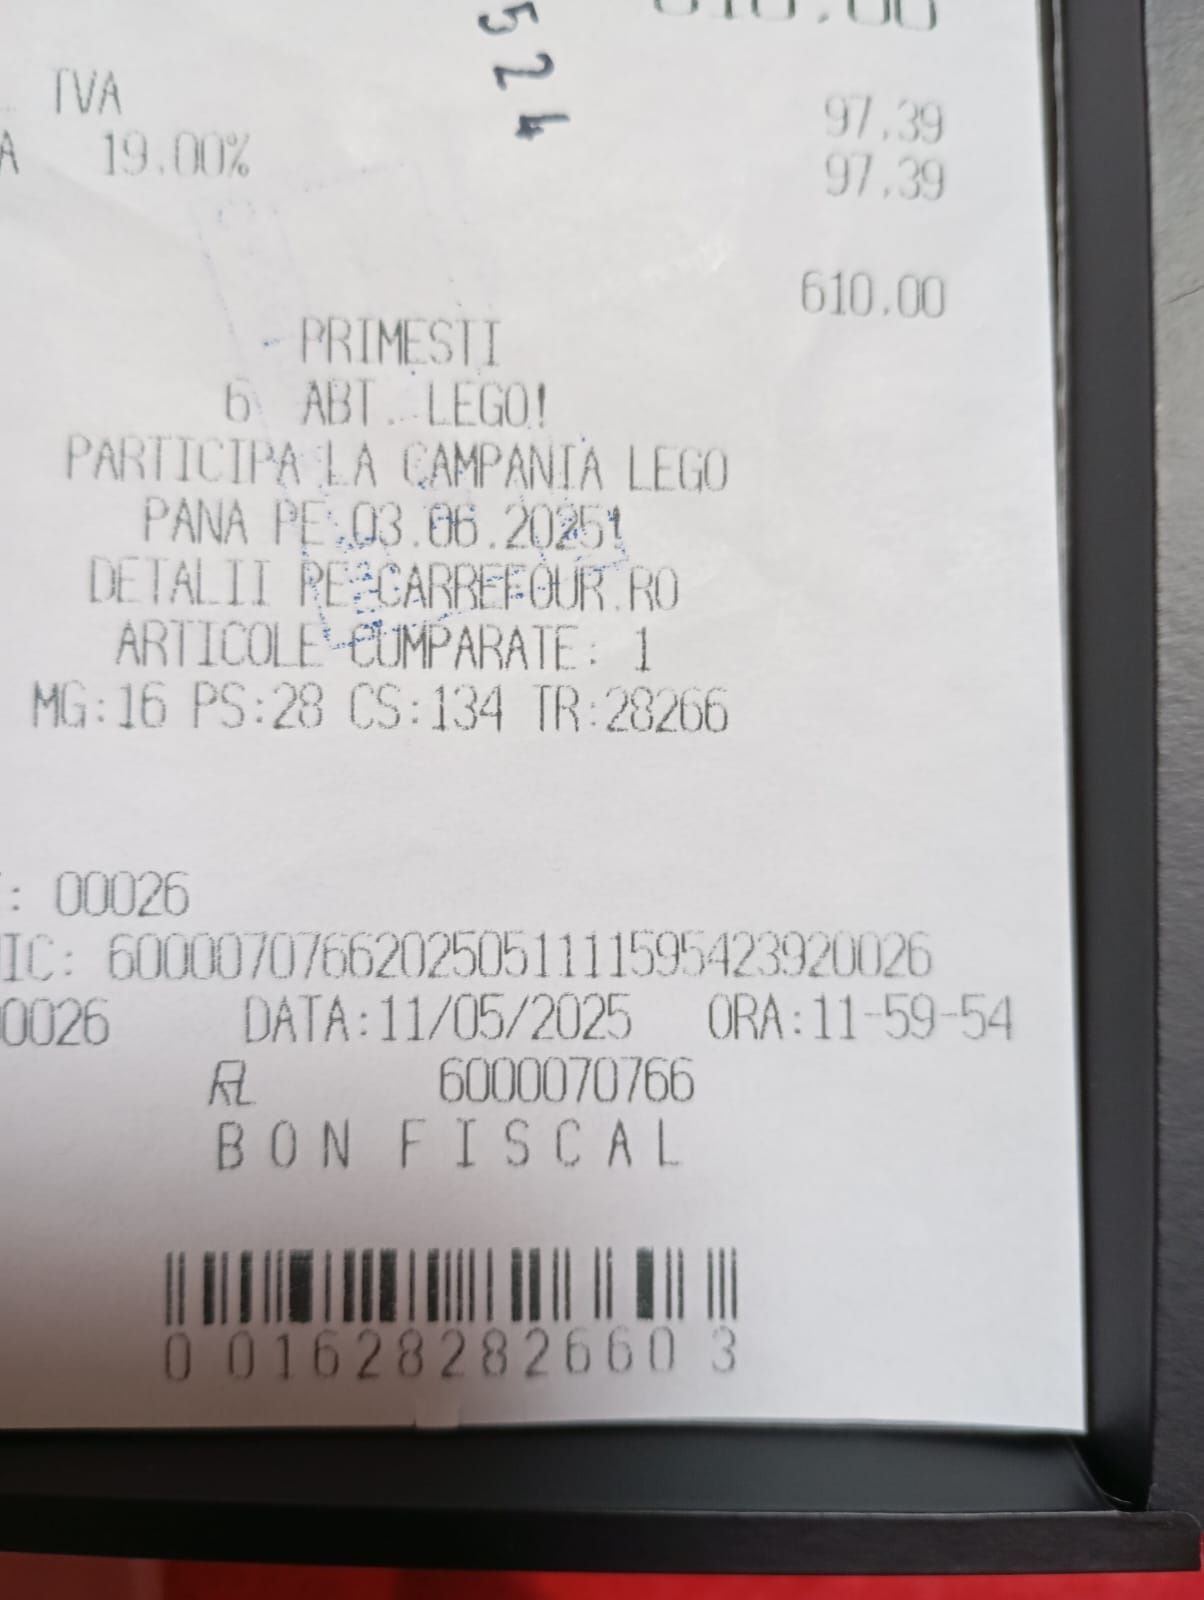 610.00
524
TVA 97.39
A 19.00% 97.39
610.00
PRIMESTI
6 ABT. LEGO!
PARTICIPA LA CAMPANIA LEGO
PANA PE 03.06.2025!
DETALII PE CARREFOUR.RO
ARTICOLE CUMPARATE: 1
MG:16 PS:28 CS:134 TR:28266
: 00026
IC: 6000070766202505111159542392​0026
0026 DATA:11/05/2025 ORA:11-59-54
6000070766
BON FISCAL
0 016282826603